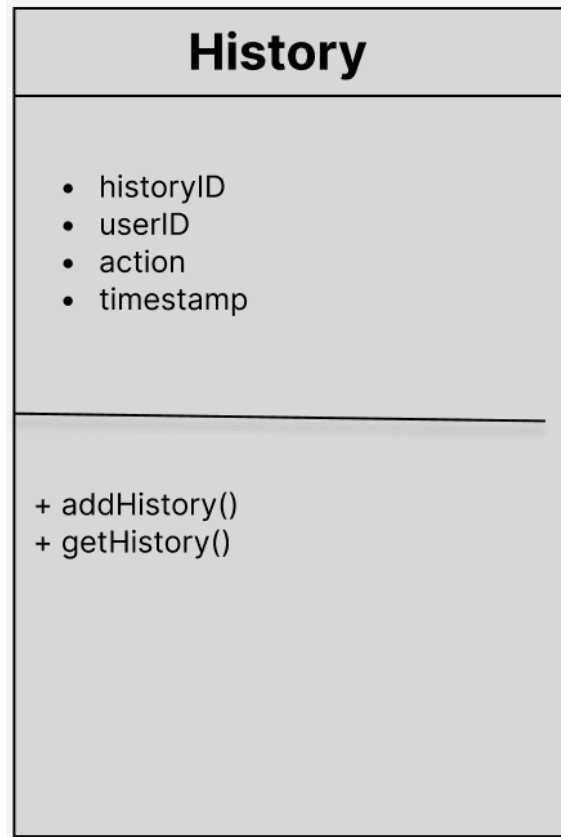 History
• historyID
• userID
• action
• timestamp
+ addHistory()
+ getHistory()